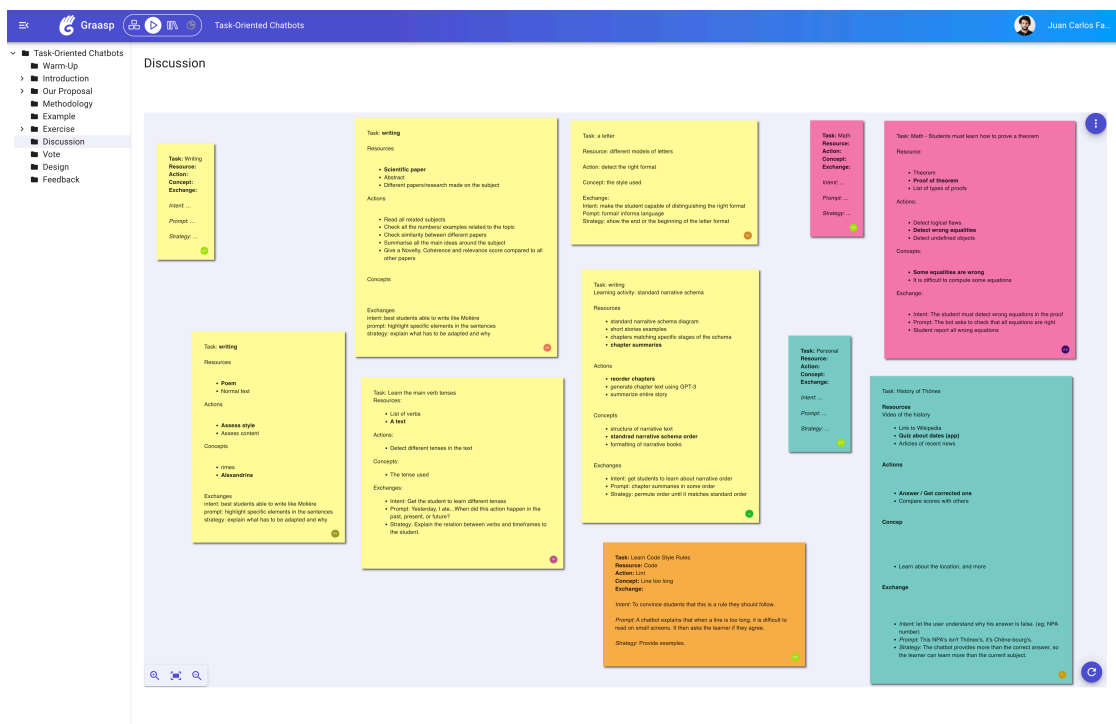 Graasp
Task-Oriented Chatbots
Juan Carlos Fa...
Task-Oriented Chatbots
Warm-Up
Introduction
Our Proposal
Methodology
Example
Exercise
Discussion
Vote
Design
Feedback
Discussion
Task: Writing
Resource:
Action:
Concept:
Exchange:
Intent: ...
Prompt: ...
Strategy: ...
Task: writing
Resources
• Scientific paper
• Abstract
• Different papers/research made on the subject
Actions
• Read all related subjects
• Check all the numbers/ examples related to the topic
• Check similarity between different papers
• Summarise all the main ideas around the subject
• Give a Novelty, Coherence and relevance score compared to all
other papers
Concepts
Exchanges
intent: best students able to write like Molière
prompt: highlight specific elements in the sentences
strategy: explain what has to be adapted and why
Task: a letter
Resource: different models of letters
Action: detect the right format
Concept: the style used
Exchange:
Intent: make the student capable of distinguishing the right format
Prompt: formal/ informa language
Strategy: show the end or the beginning of the letter format
Task: Math
Resource:
Action:
Concept:
Exchange:
Intent: ...
Prompt: ...
Strategy: ...
Task: Math - Students must learn how to prove a theorem
Resource:
• Theorem
• Proof of theorem
• List of types of proofs
Actions:
• Detect logical flaws
• Detect wrong equalities
• Detect undefined objects
Concepts:
• Some equalities are wrong
• it is difficult to compute some equations
Exchange:
• Intent: The student must detect wrong equations in the proof
• Prompt: The bot asks to check that all equations are right
• Student report all wrong equations
Task: writing
Resources
• Poem
• Normal text
Actions
• Assess style
• Assess content
Concepts
• rimes
• Alexandrins
Exchanges
intent: best students able to write like Molière
prompt: highlight specific elements in the sentences
strategy: explain what has to be adapted and why
Task: Learn the main verb tenses
Resources:
• List of verbs
• A text
Actions:
• Detect different tenses in the text
Concepts:
• The tense used
Exchanges:
• Intent: Get the student to learn different tenses
• Prompt: Yesterday, I ate...When did this action happen in the
past, present, or future?
• Strategy: Explain the relation between verbs and timeframes to
the student.
Task: writing
Learning activity: standard narrative schema
Resources
• standard narrative schema diagram
• short stories examples
• chapters matching specific stages of the schema
• chapter summaries
Actions
• reorder chapters
• generate chapter text using GPT-3
• summarize entire story
Concepts
• structure of narrative text
• standrad narrative schema order
• formatting of narrative books
Exchanges
• Intent: get students to learn about narrative order
• Prompt: chapter summaries in some order
• Strategy: permute order until it matches standard order
Task: Personal
Resource:
Action:
Concept:
Exchange:
Intent: ...
Prompt: ...
Strategy: ...
Task: History of Thônes
Resources
Video of the history
• Link to Wikipedia
• Quiz about dates (app)
• Articles of recent news
Actions
• Answer / Get corrected one
• Compare scores with others
Concep
• Learn about the location, and more
Exchange
• Intent: let the user understand why his answer is false. (eg: NPA
number)
• Prompt: This NPA's isn't Thônex's, it's Chêne-bourg's.
• Strategy: The chatbot provides more than the correct answer, so
the learner can learn more than the current subject.
Task: Learn Code Style Rules
Resource: Code
Action: Lint
Concept: Line too long
Exchange:
Intent: To convince students that this is a rule they should follow.
Prompt: A chatbot explains that when a line is too long, it is difficult to
read on small screens. It then asks the learner if they agree.
Strategy: Provide examples.